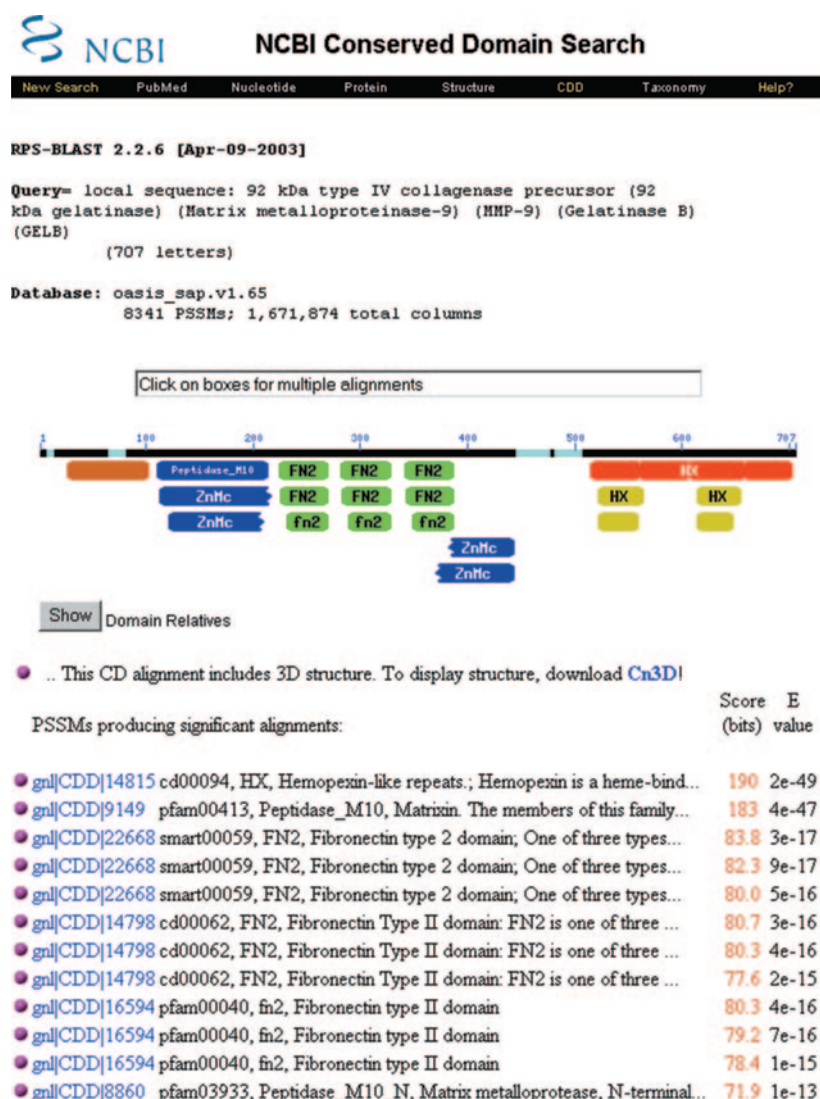 NCBI
NCBI Conserved Domain Search
New Search PubMed Nucleotide Protein Structure CDD Taxonomy Help?
RPS-BLAST 2.2.6 [Apr-09-2003]
Query= local sequence: 92 kDa type IV collagenase precursor (92
kDa gelatinase) (Matrix metalloproteinase-9) (MMP-9) (Gelatinase B)
(GELB)
(707 letters)
Database: oasis_sap.v1.65
8341 PSSMs; 1,671,874 total columns
Click on boxes for multiple alignments
1 100 200 300 400 500 600 707
Peptidase_M10 FN2 FN2 FN2 HX
ZnMc FN2 FN2 FN2 HX HX
ZnMc fn2 fn2 fn2
ZnMc
ZnMc
Show Domain Relatives
.. This CD alignment includes 3D structure. To display structure, download Cn3D!
Score E
PSSMs producing significant alignments: (bits) value
gnl|CDD|14815 cd00094, HX, Hemopexin-like repeats.; Hemopexin is a heme-bind... 190 2e-49
gnl|CDD|9149 pfam00413, Peptidase_M10, Matrixin. The members of this family... 183 4e-47
gnl|CDD|22668 smart00059, FN2, Fibronectin type 2 domain; One of three types... 83.8 3e-17
gnl|CDD|22668 smart00059, FN2, Fibronectin type 2 domain; One of three types... 82.3 9e-17
gnl|CDD|22668 smart00059, FN2, Fibronectin type 2 domain; One of three types... 80.0 5e-16
gnl|CDD|14798 cd00062, FN2, Fibronectin Type II domain: FN2 is one of three ... 80.7 3e-16
gnl|CDD|14798 cd00062, FN2, Fibronectin Type II domain: FN2 is one of three ... 80.3 4e-16
gnl|CDD|14798 cd00062, FN2, Fibronectin Type II domain: FN2 is one of three ... 77.6 2e-15
gnl|CDD|16594 pfam00040, fn2, Fibronectin type II domain 80.3 4e-16
gnl|CDD|16594 pfam00040, fn2, Fibronectin type II domain 79.2 7e-16
gnl|CDD|16594 pfam00040, fn2, Fibronectin type II domain 78.4 1e-15
gnl|CDD|8860 pfam03933, Peptidase_M10_N, Matrix metalloprotease, N-terminal... 71.9 1e-13